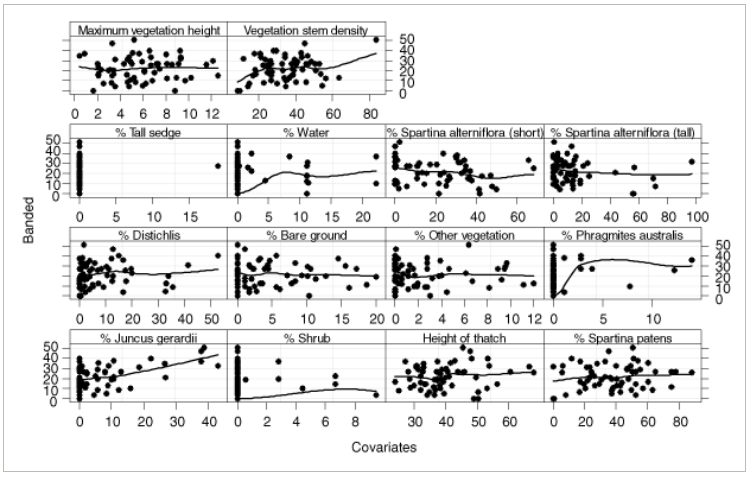 Maximum vegetation height Vegetation stem density
50
40
30
20
10
0
0 2 4 6 8 10 12 20 40 60 80
% Tall sedge % Water % Spartina alterniflora (short) % Spartina alterniflora (tall)
50
40
30
20
10
0
0 5 10 15 0 5 10 15 20 0 20 40 60 0 20 40 60 80 100
% Distichlis % Bare ground % Other vegetation % Phragmites australis
50
40
30
20
10
0
0 10 20 30 40 50 0 5 10 15 20 0 2 4 6 8 10 12 0 5 10
% Juncus gerardii % Shrub Height of thatch % Spartina patens
50
40
30
20
10
0
0 10 20 30 40 0 2 4 6 8 30 40 50 60 0 20 40 60 80
Banded
Covariates